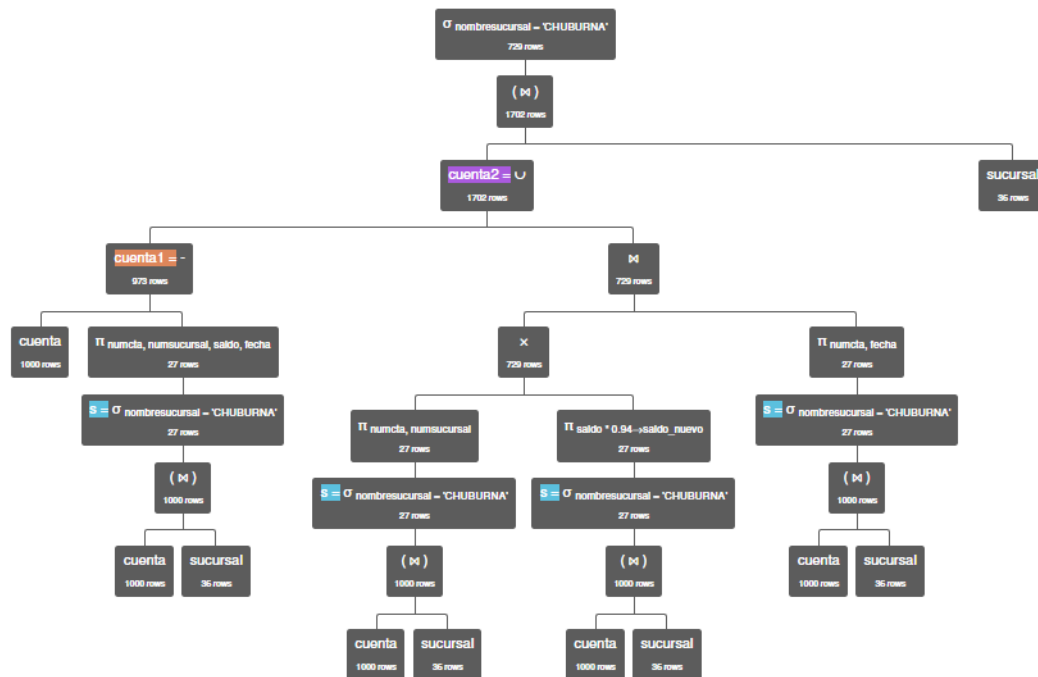 σ nombresucursal = 'CHUBURNA'
729 rows
( ⋈ )
1702 rows
cuenta2 = ∪
1702 rows
sucursal
36 rows
cuenta1 = -
973 rows
⋈
729 rows
cuenta
1000 rows
π numcta, numsucursal, saldo, fecha
27 rows
×
729 rows
π numcta, fecha
27 rows
s = σ nombresucursal = 'CHUBURNA'
27 rows
π numcta, numsucursal
27 rows
π saldo * 0.94→saldo_nuevo
27 rows
s = σ nombresucursal = 'CHUBURNA'
27 rows
( ⋈ )
1000 rows
s = σ nombresucursal = 'CHUBURNA'
27 rows
s = σ nombresucursal = 'CHUBURNA'
27 rows
( ⋈ )
1000 rows
cuenta
1000 rows
sucursal
36 rows
( ⋈ )
1000 rows
( ⋈ )
1000 rows
cuenta
1000 rows
sucursal
36 rows
cuenta
1000 rows
sucursal
36 rows
cuenta
1000 rows
sucursal
36 rows